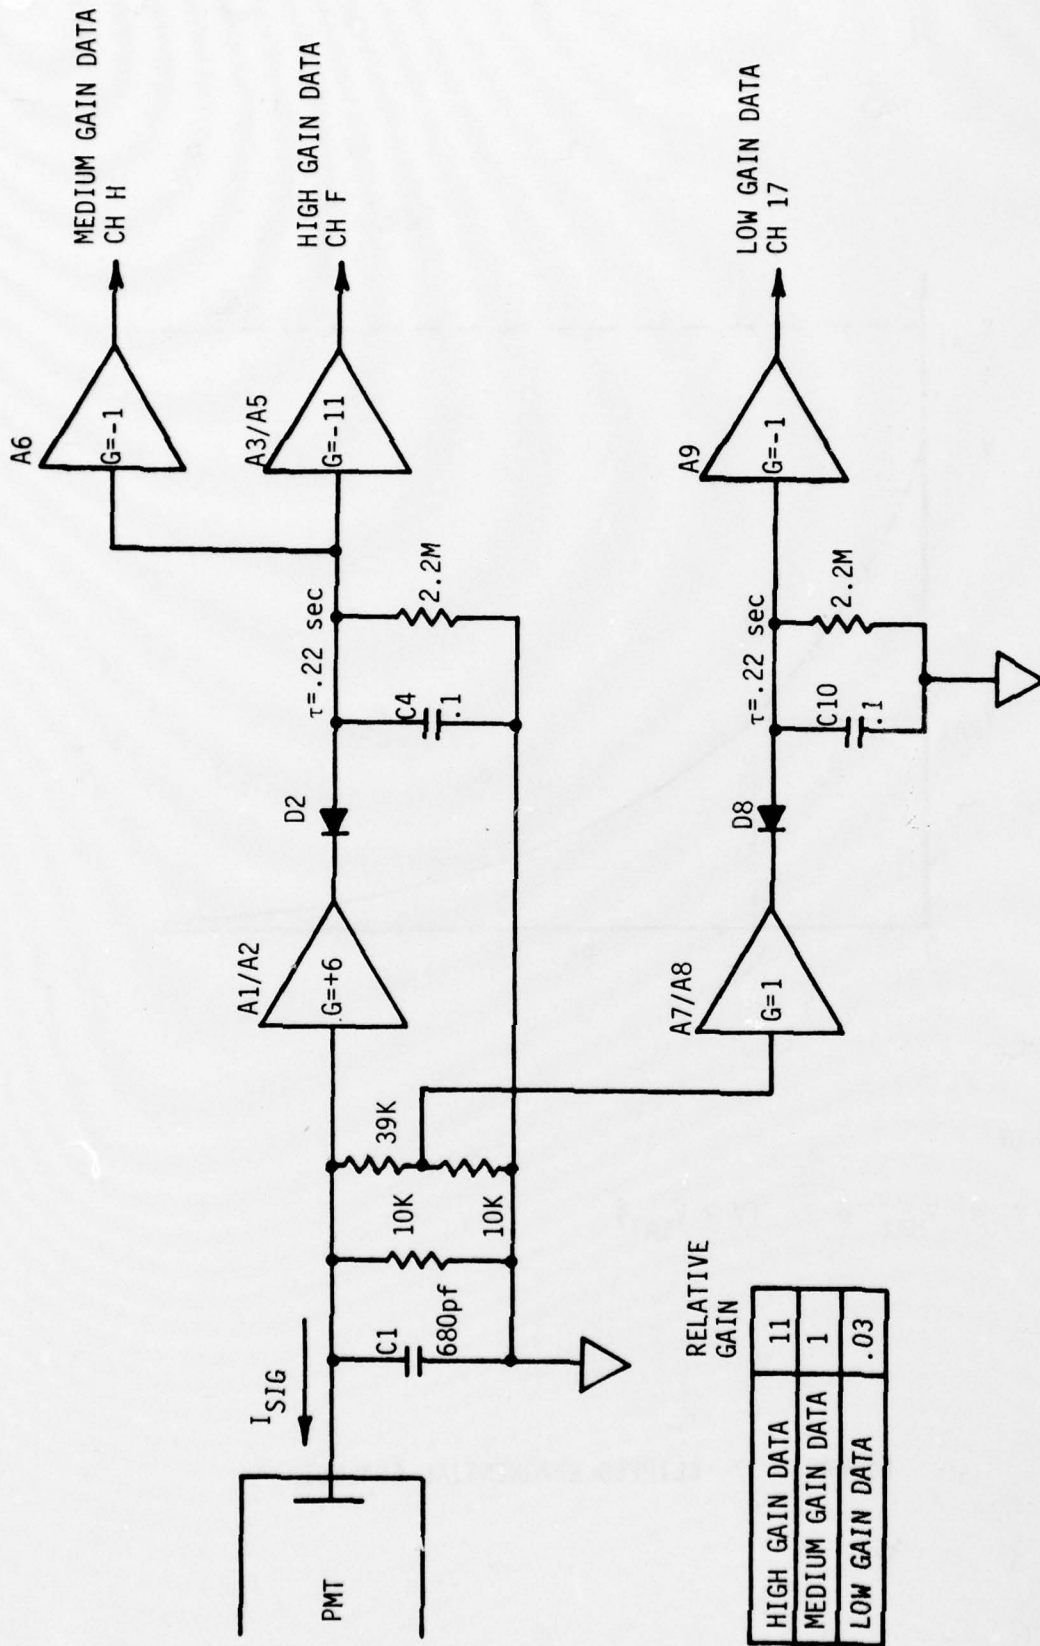 MEDIUM GAIN DATA
CH H
HIGH GAIN DATA
CH F
LOW GAIN DATA
CH 17
A6
G=-1
A3/A5
G=-11
A9
G=-1
τ=.22 sec
2.2M
C4
.1
D2
τ=.22 sec
2.2M
C10
.1
D8
A1/A2
G=+6
A7/A8
G=1
39K
10K
10K
C1
680pf
I SIG
PMT
RELATIVE
GAIN
HIGH GAIN DATA 11
MEDIUM GAIN DATA 1
LOW GAIN DATA .03